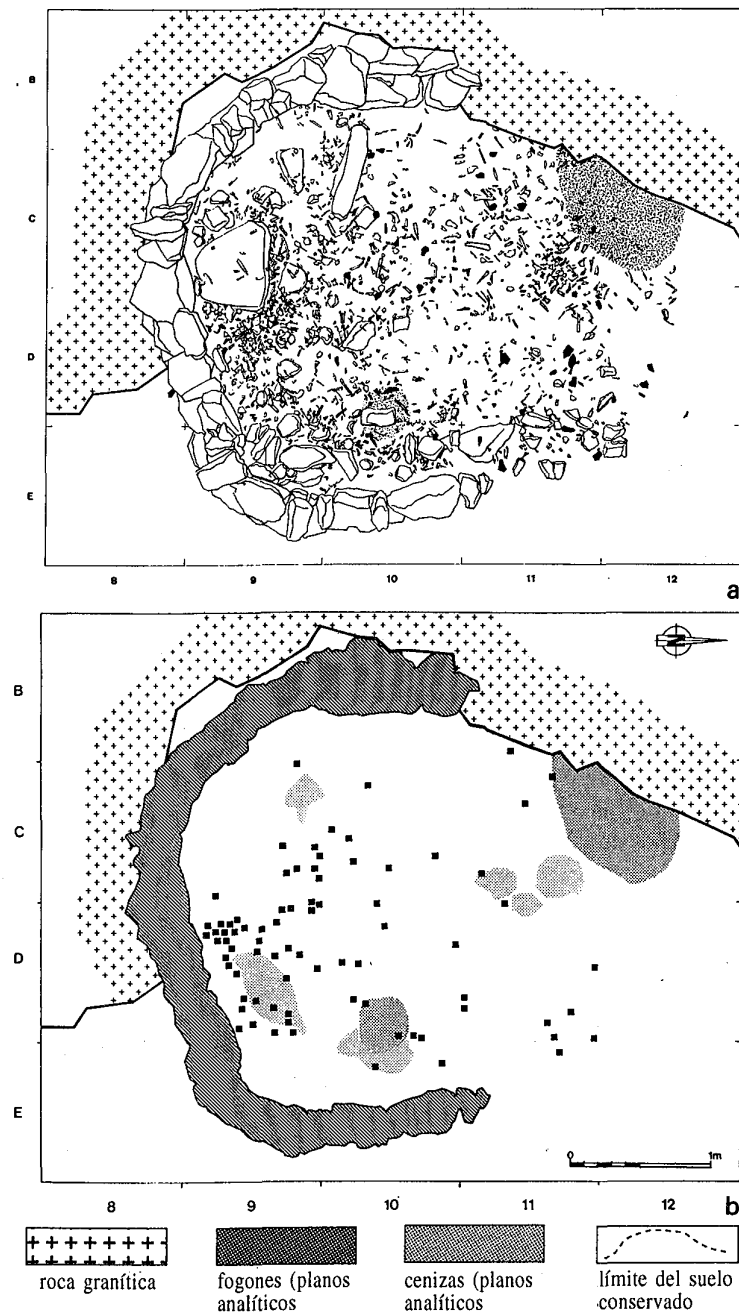 B
C
D
E
8 9 10 11 12
a
B
C
D
E
0 1m
8 9 10 11 12
b
roca granítica
fogones (planos
analíticos
cenizas (planos
analíticos
límite del suelo
conservado